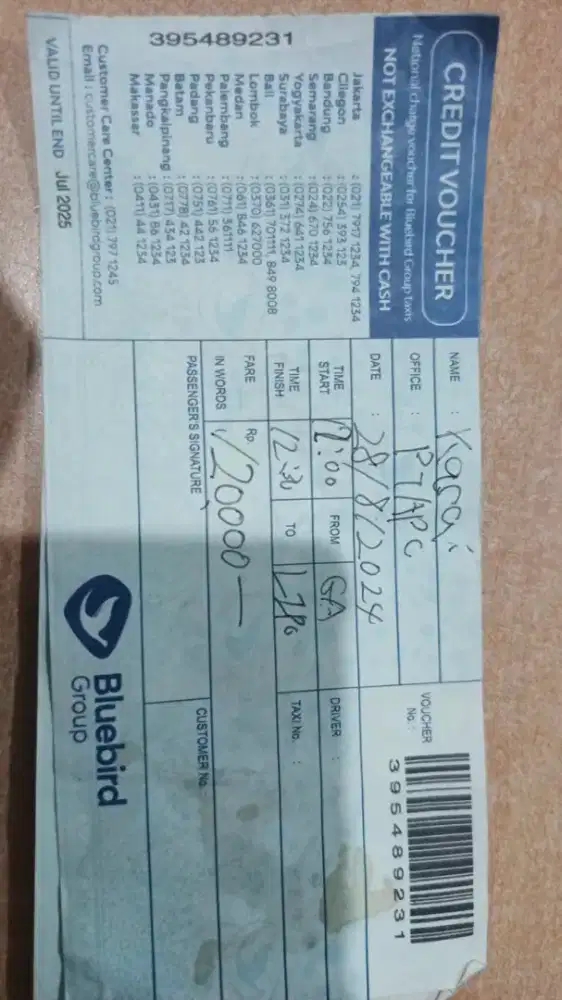 CREDIT VOUCHER
National charge voucher for Bluebird Group taxis
NOT EXCHANGEABLE WITH CASH
Jakarta : (021) 7917 1234, 794 1234
Cilegon : (0254) 393 123
Bandung : (022) 756 1234
Semarang : (024) 670 1234
Yogyakarta : (0274) 641 1234
Surabaya : (031) 372 1234
Bali : (0361) 701111, 849 8008
Lombok : (0370) 627000
Medan : (061) 846 1234
Palembang : (0711) 361111
Pekanbaru : (0761) 56 1234
Padang : (0751) 442 123
Batam : (0778) 42 1234
Pangkalpinang : (0717) 434 123
Manado : (0431) 86 1234
Makassar : (0411) 44 1234
Customer Care Center : (021) 797 1245
Email : customercare@bluebirdgroup.com
VALID UNTIL END Jul 2025
395489231
NAME :
OFFICE : PT APC
DATE : 28/8/2024
TIME START 12:00 FROM GA
TIME FINISH 12:30 TO
FARE Rp. 120000 —
IN WORDS
PASSENGER'S SIGNATURE
VOUCHER No. :
395489231
DRIVER :
TAXI No. :
CUSTOMER No.
Bluebird
Group